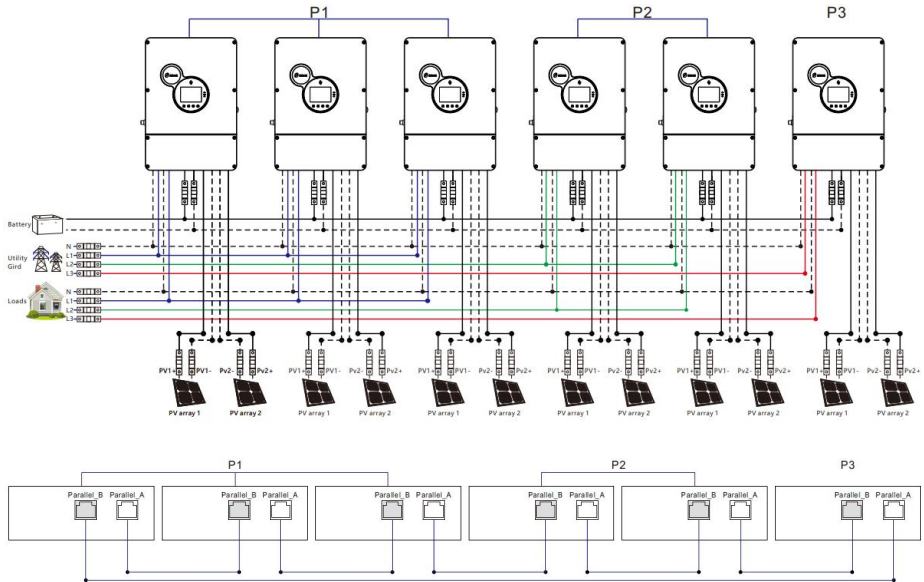 P1 P2 P3
Battery
N
Utility
Gird
L1
L2
L3
N
Loads
L1
L2
L3
PV1+ PV1- Pv2- Pv2+ PV1+ PV1- Pv2- Pv2+ PV1+ PV1- Pv2- Pv2+ PV1+ PV1- Pv2- Pv2+ PV1+ PV1- Pv2- Pv2+ PV1+ PV1- Pv2- Pv2+
PV array 1 PV array 2 PV array 1 PV array 2 PV array 1 PV array 2 PV array 1 PV array 2 PV array 1 PV array 2 PV array 1 PV array 2
P1 P2 P3
Parallel_B Parallel_A Parallel_B Parallel_A Parallel_B Parallel_A Parallel_B Parallel_A Parallel_B Parallel_A Parallel_B Parallel_A